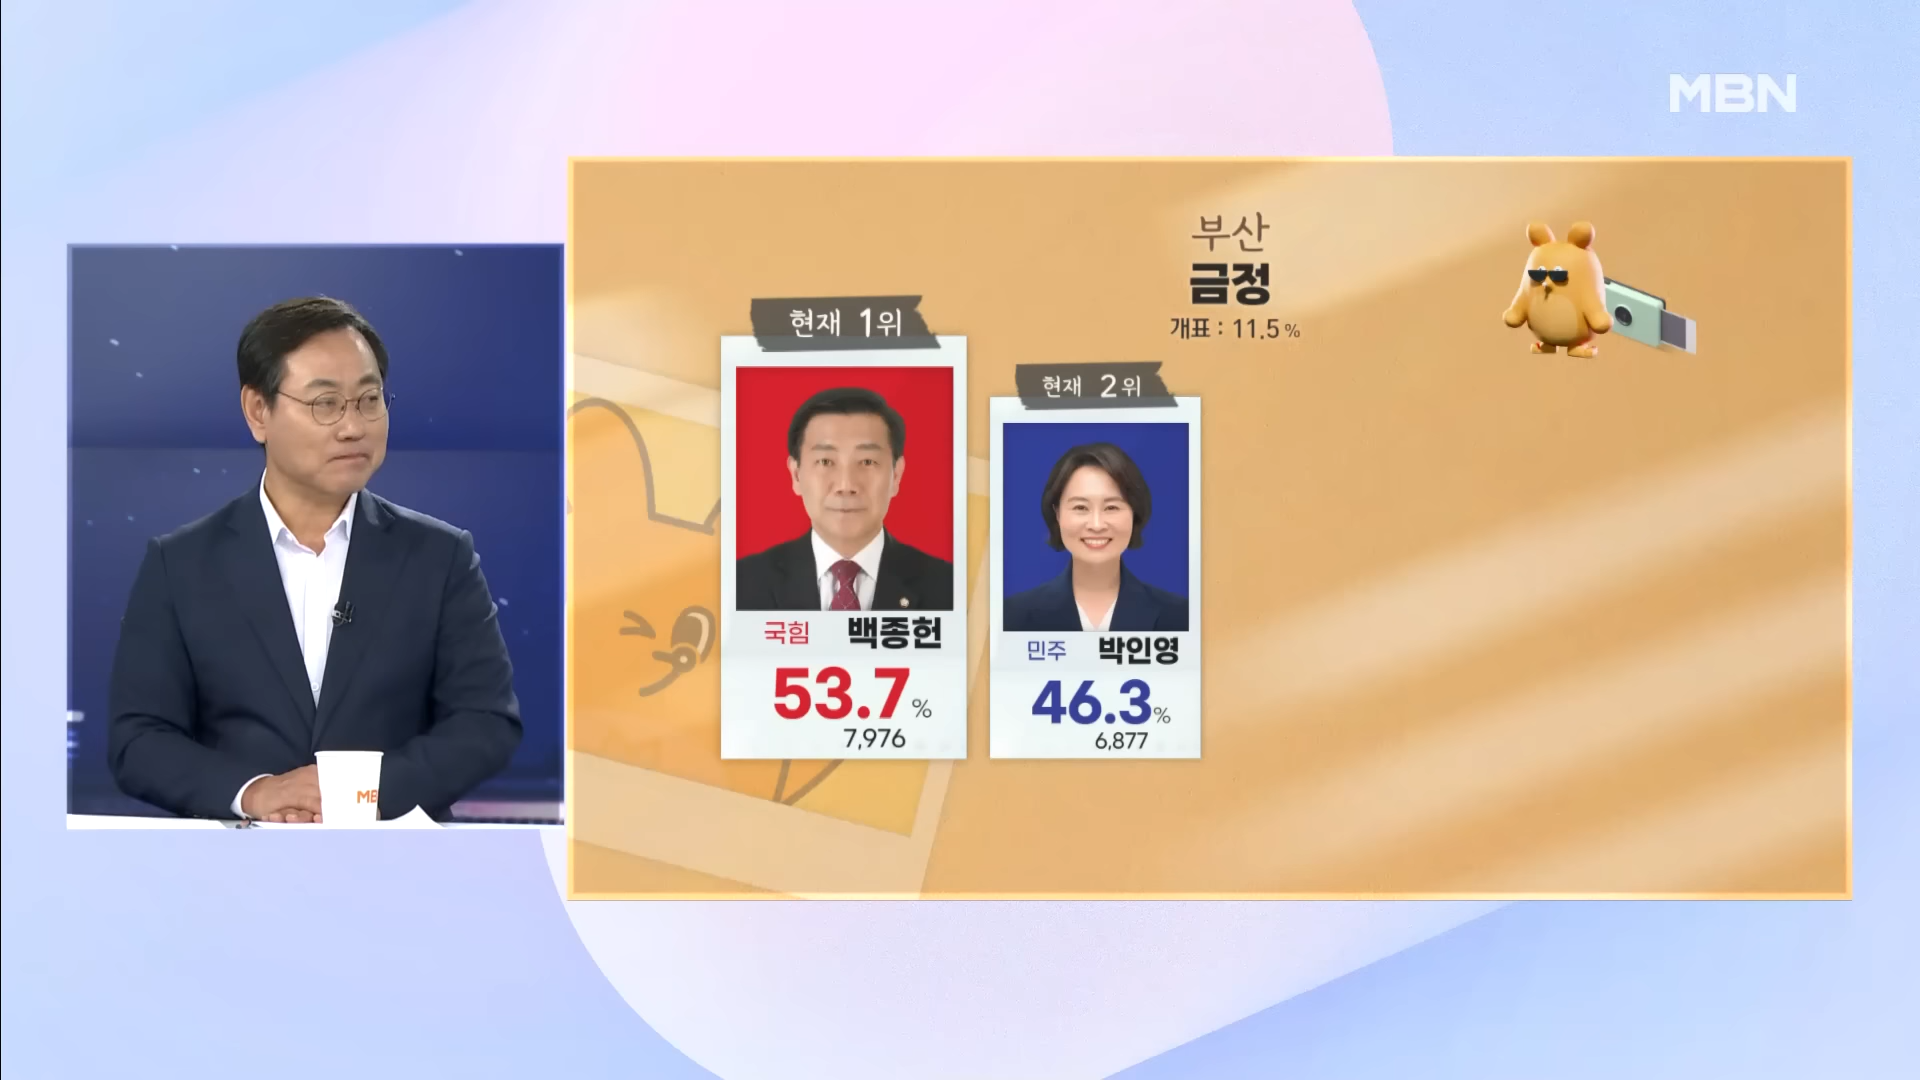 MBN
부산
금정
개표 : 11.5 %
현재 1위
국힘 백종헌
53.7 %
7,976
현재 2위
민주 박인영
46.3 %
6,877
MB